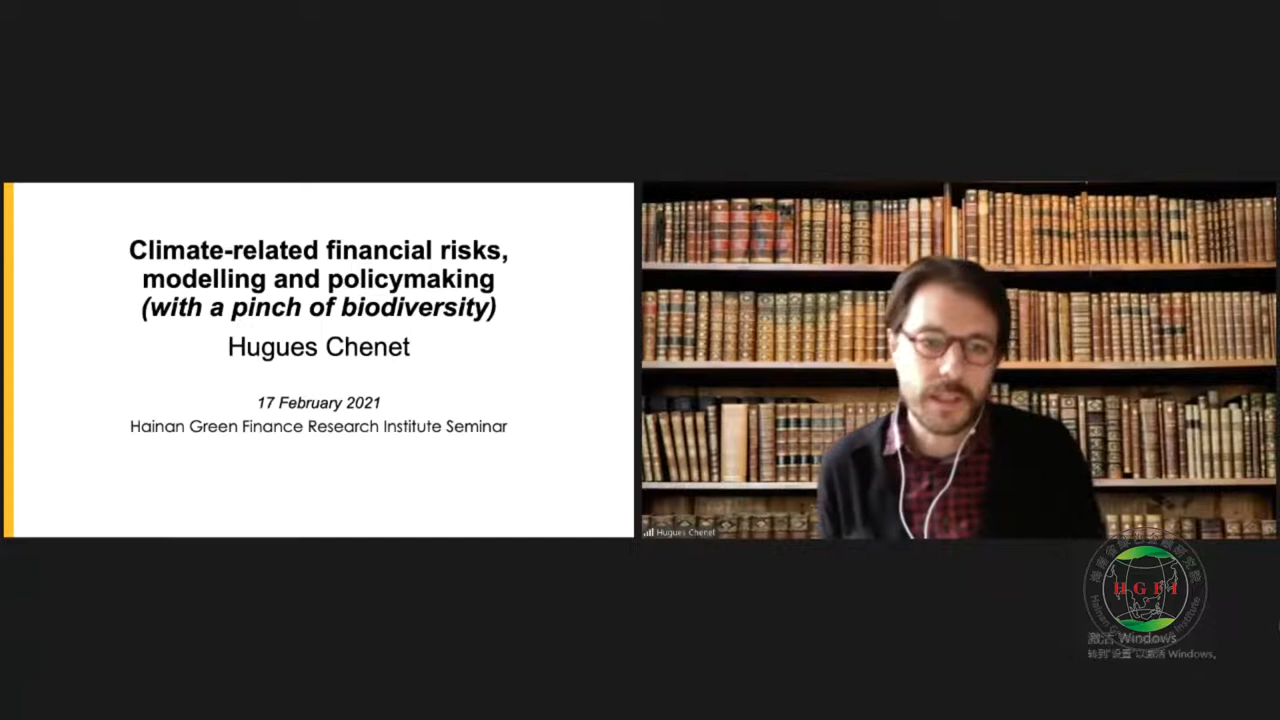 Climate-related financial risks,
modelling and policymaking
(with a pinch of biodiversity)
Hugues Chenet
17 February 2021
Hainan Green Finance Research Institute Seminar
Hugues Chenet
HGFI
激活 Windows
转到"设置"以激活 Windows。